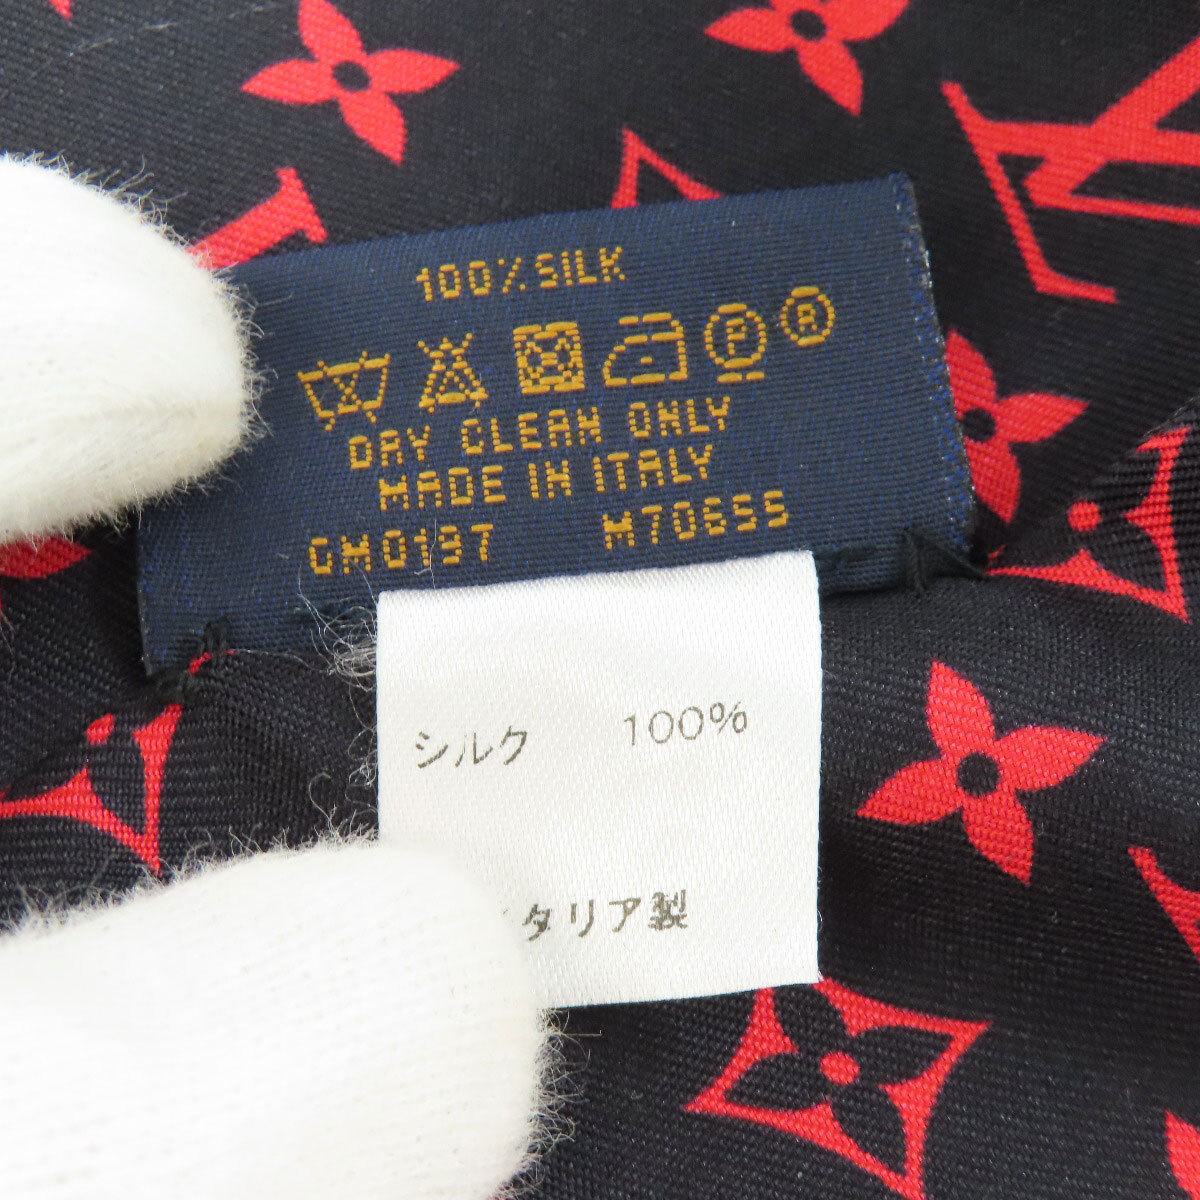 100% SILK
P R
DRY CLEAN ONLY
MADE IN ITALY
GM0197 M70655
シルク 100%
タリア製